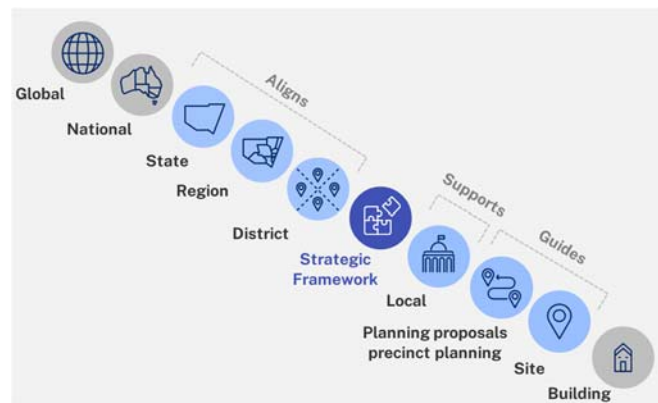 Global
National
Aligns
State
Region
District
Strategic
Framework
Supports
Local
Guides
Planning proposals
precinct planning
Site
Building